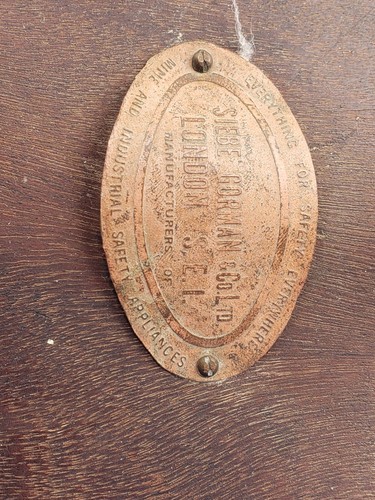 EVERYTHING FOR SAFETY EVERYWHERE
SIEBE GORMAN & CO. LTD.
LONDON S.E.1.
MANUFACTURERS OF
MINE AND INDUSTRIAL SAFETY APPLIANCES